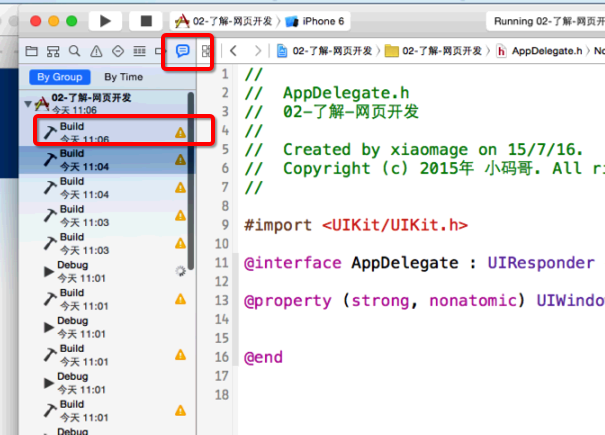 02-了解-网页开发 〉 iPhone 6
Running 02-了解-网页开
02-了解-网页开发 〉 02-了解-网页开发 〉 AppDelegate.h 〉 No
By Group By Time
02-了解-网页开发
今天 11:06
Build
今天 11:06
Build
今天 11:04
Build
今天 11:04
Build
今天 11:03
Build
今天 11:03
Debug
今天 11:01
Build
今天 11:01
Debug
今天 11:01
Build
今天 11:01
Debug
今天 11:01
Build
今天 11:01
Debug
1 //
2 // AppDelegate.h
3 // 02-了解-网页开发
4 //
5 // Created by xiaomage on 15/7/16.
6 // Copyright (c) 2015年 小码哥. All ri
7 //
8
9 #import <UIKit/UIKit.h>
10
11 @interface AppDelegate : UIResponder
12
13 @property (strong, nonatomic) UIWindo
14
15
16 @end
17
18